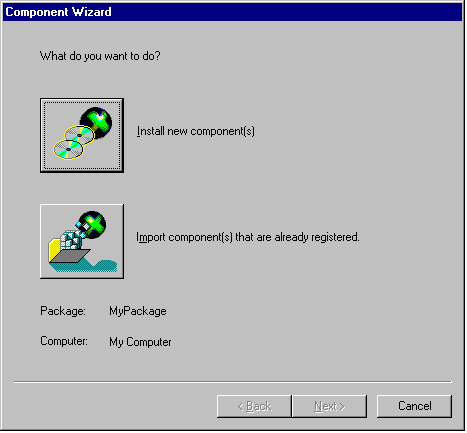 Component Wizard
What do you want to do?
Install new component(s)
Import component(s) that are already registered.
Package: MyPackage
Computer: My Computer
< Back Next > Cancel